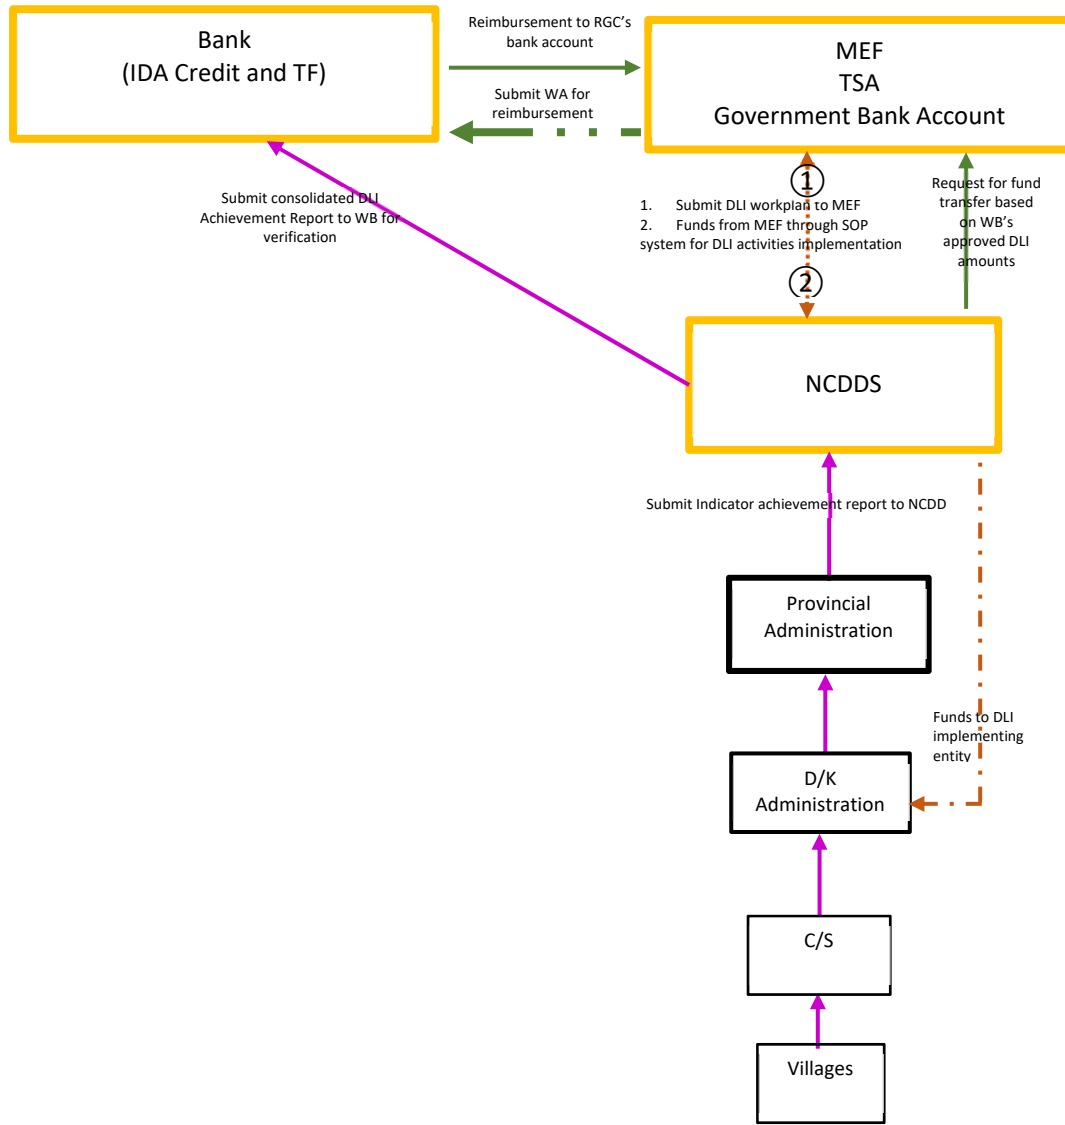 Bank
(IDA Credit and TF)
Reimbursement to RGC’s
bank account
Submit WA for
reimbursement
MEF
TSA
Government Bank Account
Submit consolidated DLI
Achievement Report to WB for
verification
1
1. Submit DLI workplan to MEF
2. Funds from MEF through SOP
system for DLI activities implementation
2
Request for fund
transfer based
on WB’s
approved DLI
amounts
NCDDS
Submit Indicator achievement report to NCDD
Provincial
Administration
Funds to DLI
implementing
entity
D/K
Administration
C/S
Villages